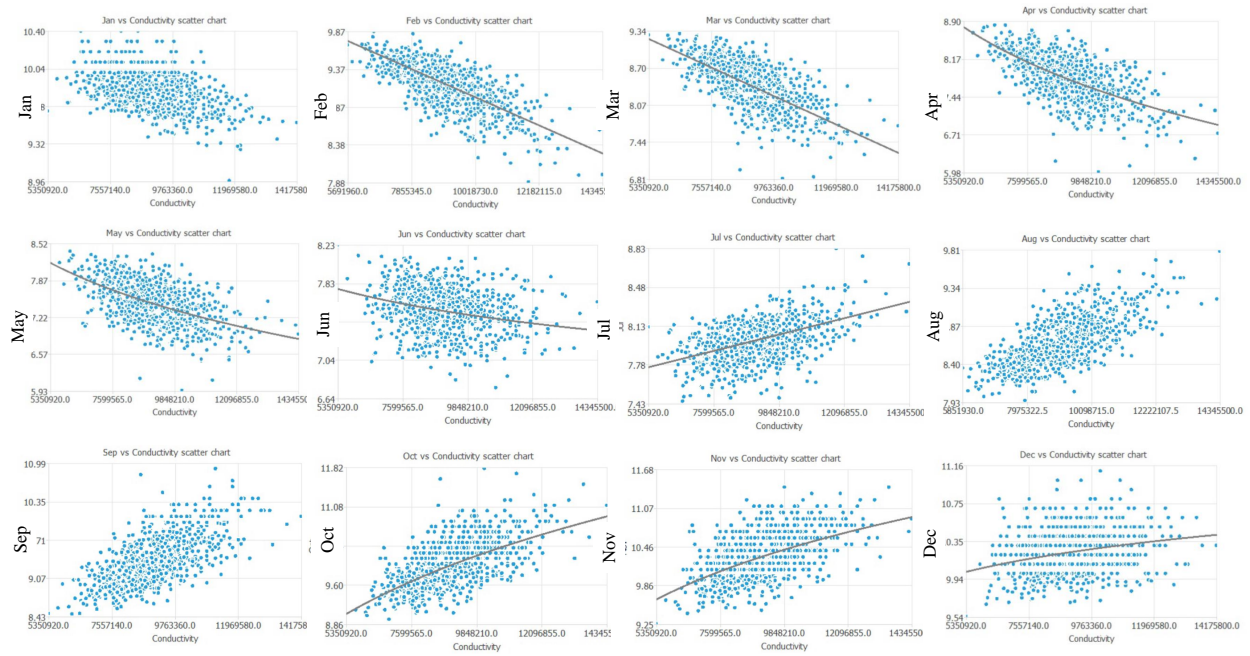 Jan vs Conductivity scatter chart
10.40
10.04
8
9.32
8.96
Jan
5350920.0 7557140.0 9763360.0 11969580.0 1417580
Conductivity
Feb vs Conductivity scatter chart
9.87
9.37
87
8.38
7.88
Feb
5691960.0 7855345.0 10018730.0 12182115.0 143455
Conductivity
Mar vs Conductivity scatter chart
9.34
8.70
8.07
7.44
6.81
Mar
5350920.0 7557140.0 9763360.0 11969580.0 14175800.0
Conductivity
Apr vs Conductivity scatter chart
8.90
8.17
7.44
6.71
5.98
Apr
5350920.0 7599565.0 9848210.0 12096855.0 14345500.0
Conductivity
May vs Conductivity scatter chart
8.52
7.87
7.22
6.57
5.93
May
5350920.0 7599565.0 9848210.0 12096855.0 1434550
Conductivity
Jun vs Conductivity scatter chart
8.23
7.83
7.04
6.64
Jun
5350920.0 7599565.0 9848210.0 12096855.0 14345500.0
Conductivity
Jul vs Conductivity scatter chart
8.83
8.48
8.13
7.78
7.43
Jul
5350920.0 7599565.0 9848210.0 12096855.0 14345500.0
Conductivity
Aug vs Conductivity scatter chart
9.81
9.34
.87
8.40
7.93
Aug
5851930.0 7975322.5 10098715.0 12222107.5 14345500.0
Conductivity
Sep vs Conductivity scatter chart
10.99
10.35
71
9.07
8.43
Sep
5350920.0 7557140.0 9763360.0 11969580.0 141758
Conductivity
Oct vs Conductivity scatter chart
11.82
11.08
9.60
8.86
Oct
5350920.0 7599565.0 9848210.0 12096855.0 143450
Conductivity
Nov vs Conductivity scatter chart
11.68
11.07
10.46
9.86
9.25
Nov
5350920.0 7599565.0 9848210.0 12096855.0 1434550
Conductivity
Dec vs Conductivity scatter chart
11.16
10.75
0.35
9.94
9.54
Dec
5350920.0 7557140.0 9763360.0 11969580.0 14175800.0
Conductivity